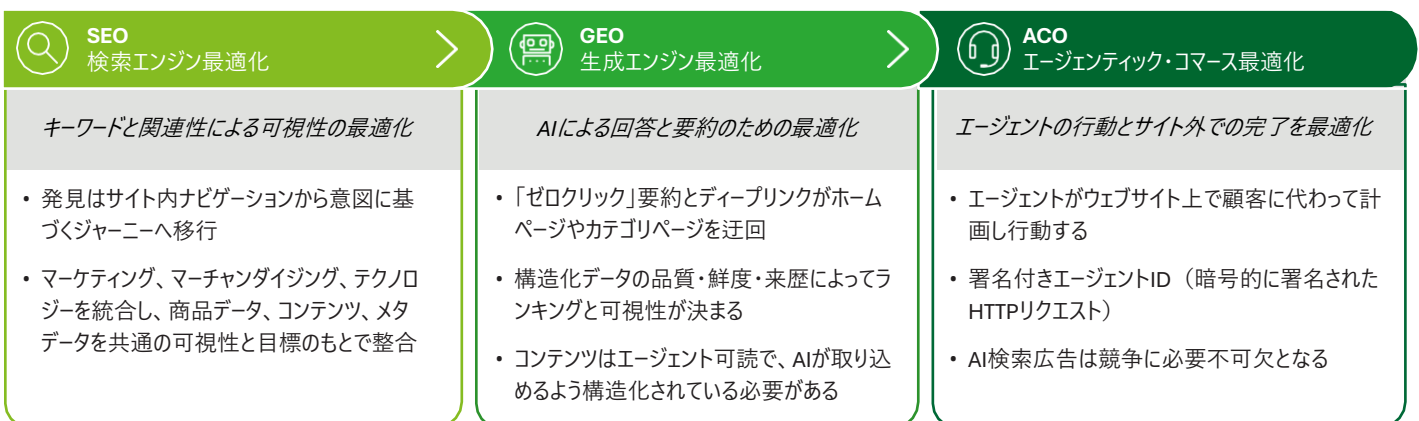 SEO
検索エンジン最適化
キーワードと関連性による可視性の最適化
• 発見はサイト内ナビゲーションから意図に基
づくジャーニーへ移行
• マーケティング、マーチャンダイジング、テクノロ
ジーを統合し、商品データ、コンテンツ、メタ
データを共通の可視性と目標のもとで整合
GEO
生成エンジン最適化
AIによる回答と要約のための最適化
• 「ゼロクリック」要約とディープリンクがホーム
ページやカテゴリページを迂回
• 構造化データの品質・鮮度・来歴によってラ
ンキングと可視性が決まる
• コンテンツはエージェント可読で、AIが取り込
めるよう構造化されている必要がある
ACO
エージェンティック・コマース最適化
エージェントの行動とサイト外での完了を最適化
• エージェントがウェブサイト上で顧客に代わって計
画し行動する
• 署名付きエージェントID（暗号的に署名された
HTTPリクエスト）
• AI検索広告は競争に必要不可欠となる